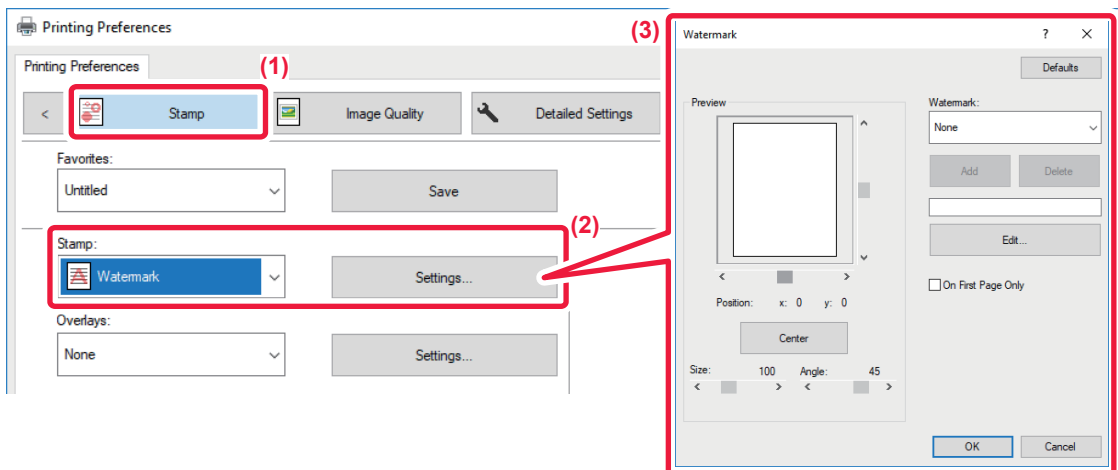 Printing Preferences
Printing Preferences
(1)
< Stamp Image Quality Detailed Settings
Favorites:
Untitled Save
(2)
Stamp:
Watermark Settings...
Overlays:
None Settings...
(3)
Watermark ? ×
Defaults
Preview
Watermark:
None
Add Delete
Edit...
On First Page Only
Position: x: 0 y: 0
Center
Size: 100 Angle: 45
OK Cancel